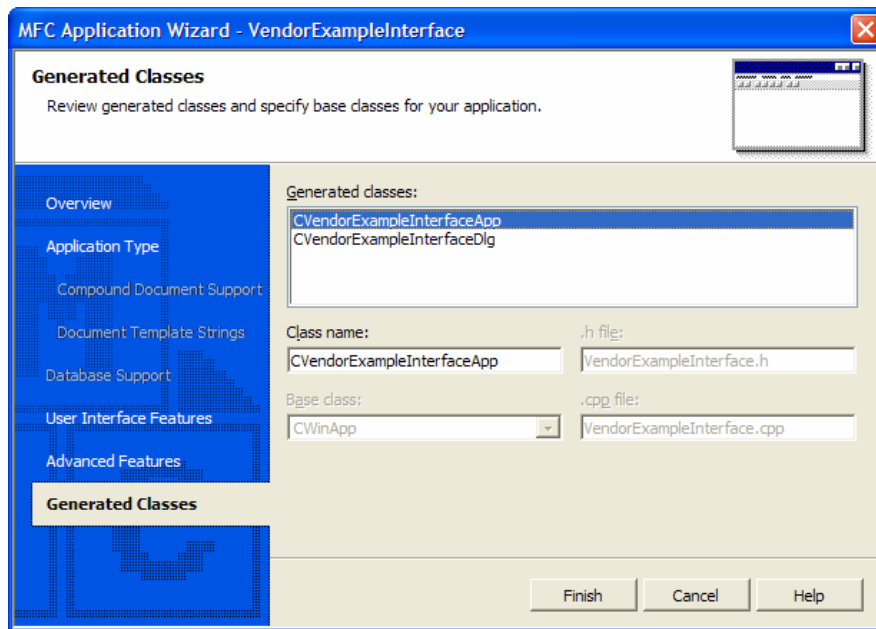 MFC Application Wizard - VendorExampleInterface
Generated Classes
Review generated classes and specify base classes for your application.
Overview
Application Type
Compound Document Support
Document Template Strings
Database Support
User Interface Features
Advanced Features
Generated Classes
Generated classes:
CVendorExampleInterfaceApp
CVendorExampleInterfaceDlg
Class name:
.h file:
CVendorExampleInterfaceApp
VendorExampleInterface.h
Base class:
.cpp file:
CWinApp
VendorExampleInterface.cpp
Finish
Cancel
Help